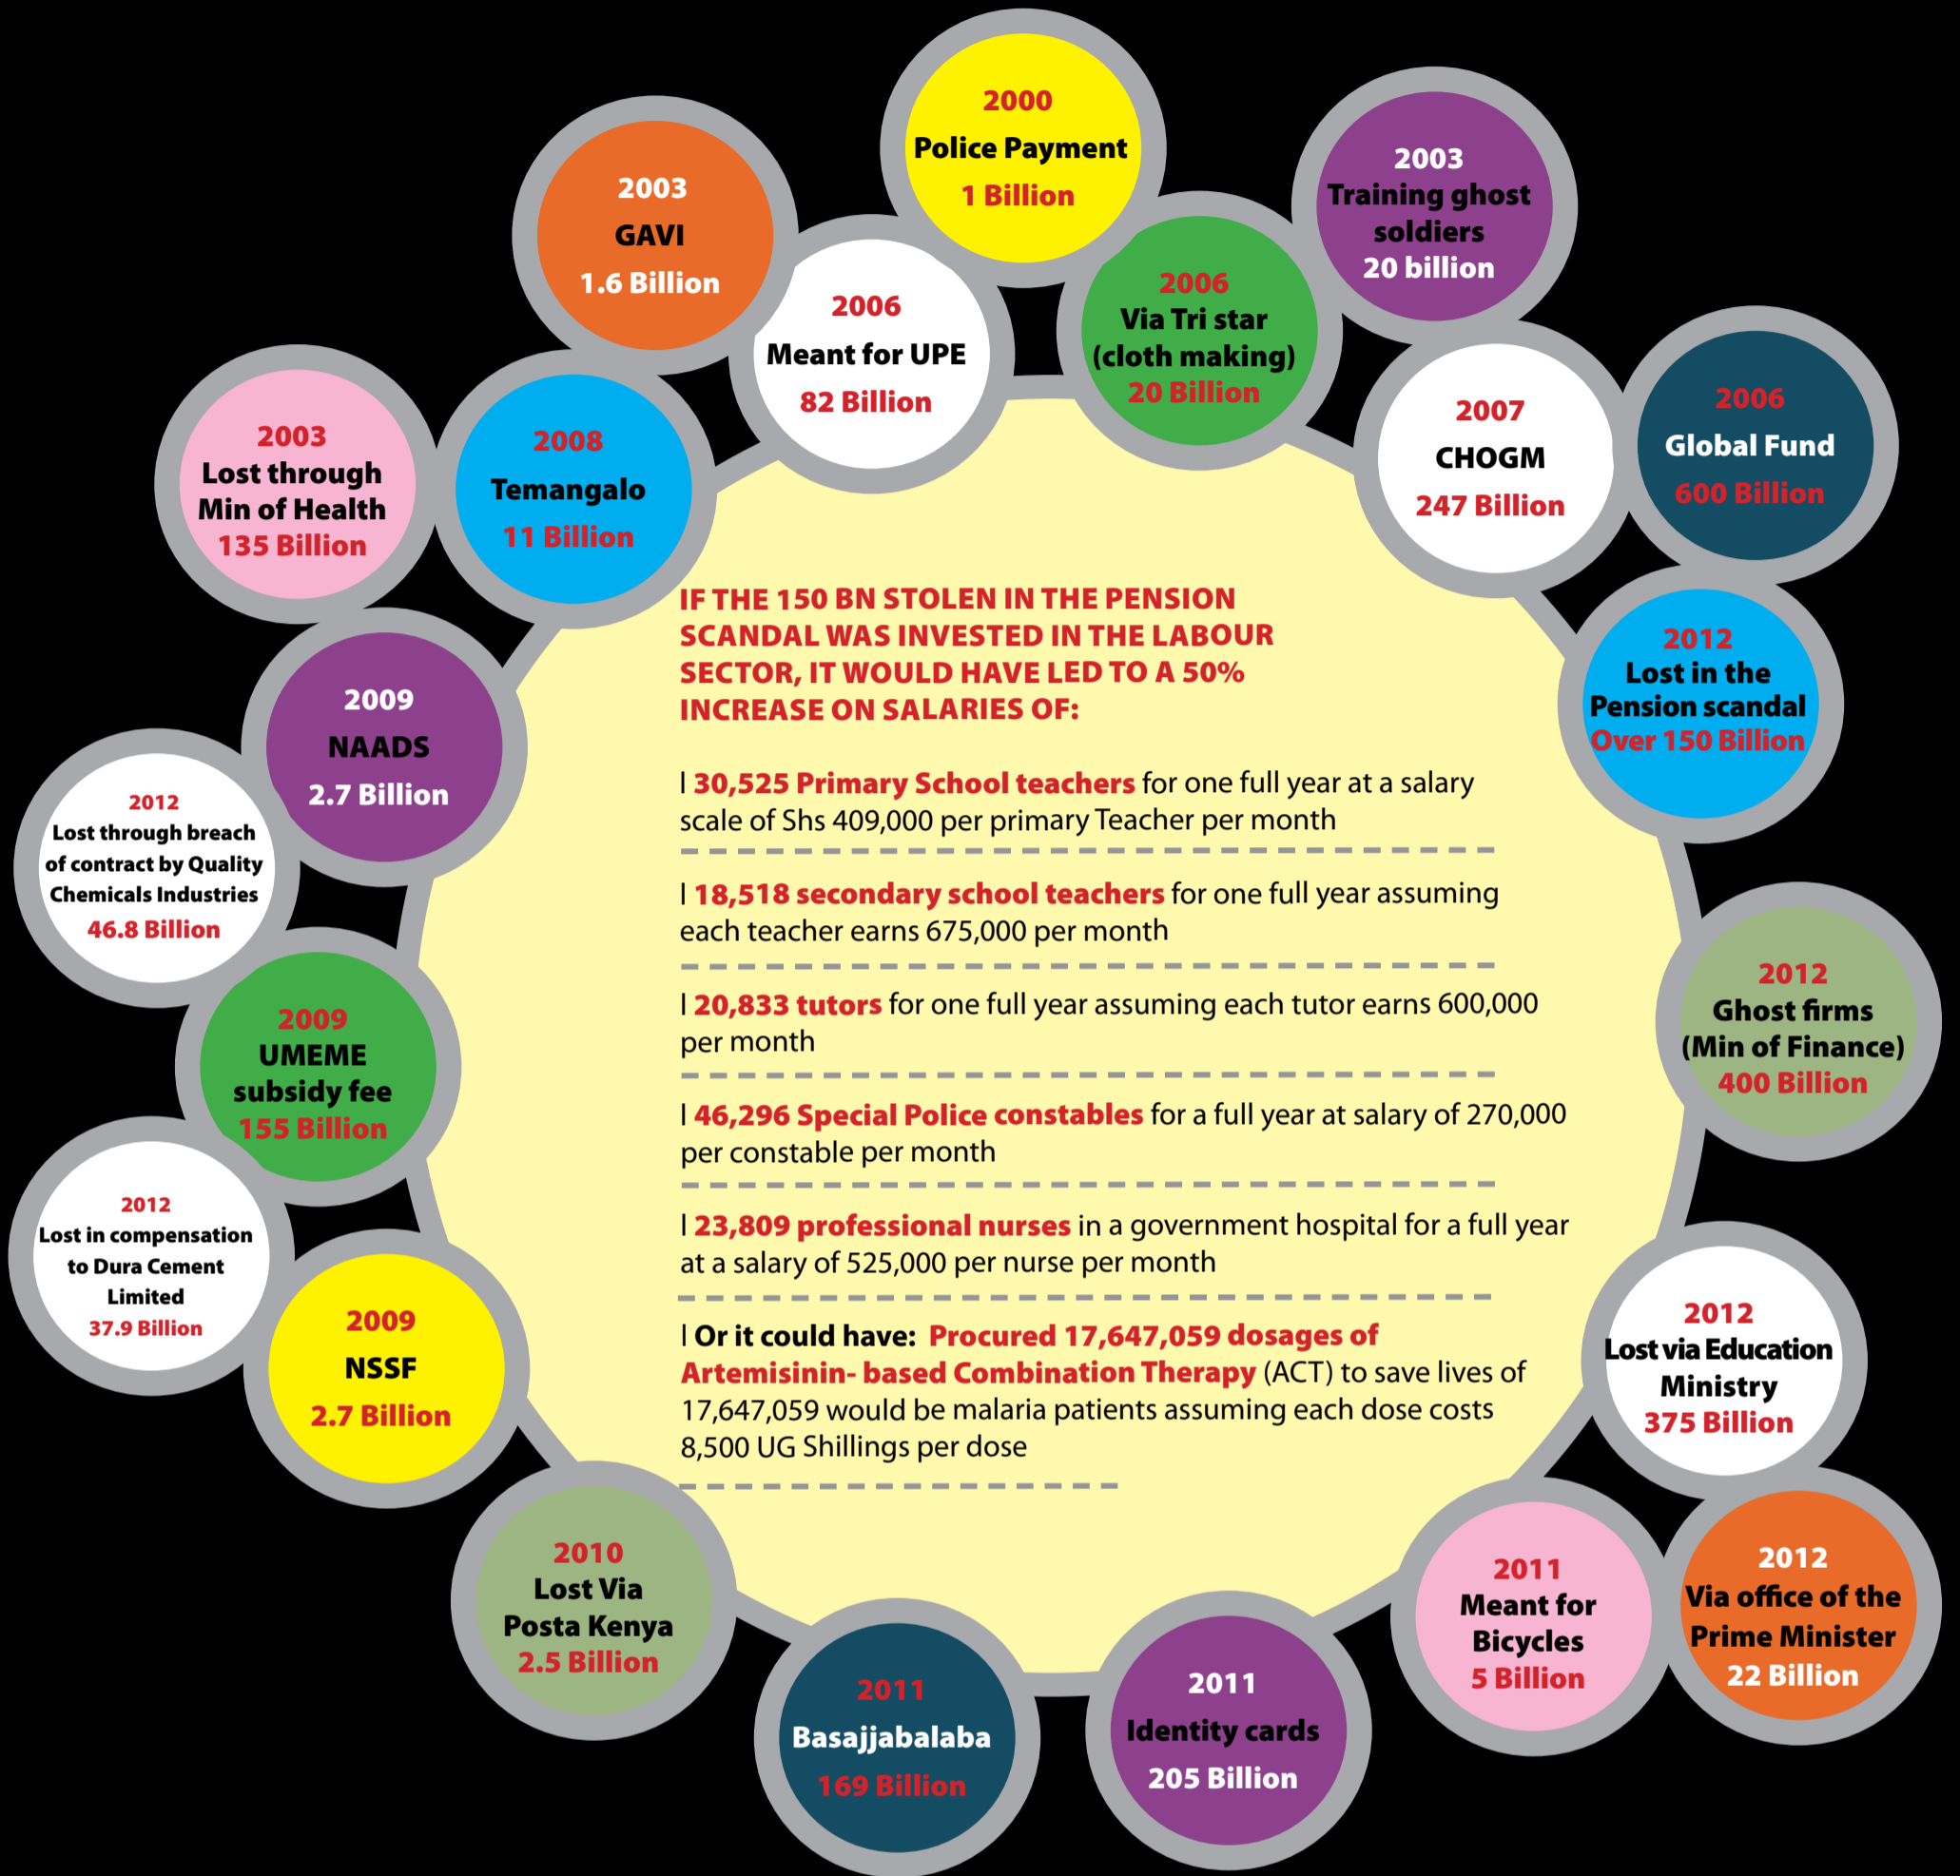 2000
Police Payment
1 Billion
2003
Training ghost
soldiers
20 billion
2003
GAVI
1.6 Billion
2006
Meant for UPE
82 Billion
2006
Via Tri star
(cloth making)
20 Billion
2007
CHOGM
247 Billion
2006
Global Fund
600 Billion
2003
Lost through
Min of Health
135 Billion
2008
Temangalo
11 Billion
2012
Lost in the
Pension scandal
Over 150 Billion
2009
NAADS
2.7 Billion
2012
Lost through breach
of contract by Quality
Chemicals Industries
46.8 Billion
2009
UMEME
subsidy fee
155 Billion
2012
Ghost firms
(Min of Finance)
400 Billion
2012
Lost in compensation
to Dura Cement
Limited
37.9 Billion
2009
NSSF
2.7 Billion
2012
Lost via Education
Ministry
375 Billion
2010
Lost Via
Posta Kenya
2.5 Billion
2011
Basajjabalaba
169 Billion
2011
Identity cards
205 Billion
2011
Meant for
Bicycles
5 Billion
2012
Via office of the
Prime Minister
22 Billion
IF THE 150 BN STOLEN IN THE PENSION
SCANDAL WAS INVESTED IN THE LABOUR
SECTOR, IT WOULD HAVE LED TO A 50%
INCREASE ON SALARIES OF:
l 30,525 Primary School teachers for one full year at a salary
scale of Shs 409,000 per primary Teacher per month
l 18,518 secondary school teachers for one full year assuming
each teacher earns 675,000 per month
l 20,833 tutors for one full year assuming each tutor earns 600,000
per month
l 46,296 Special Police constables for a full year at salary of 270,000
per constable per month
l 23,809 professional nurses in a government hospital for a full year
at a salary of 525,000 per nurse per month
l Or it could have: Procured 17,647,059 dosages of
Artemisinin- based Combination Therapy (ACT) to save lives of
17,647,059 would be malaria patients assuming each dose costs
8,500 UG Shillings per dose